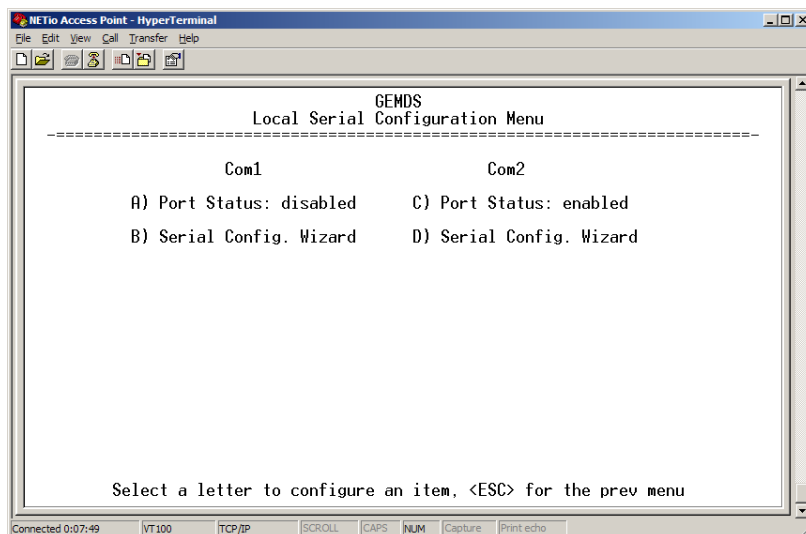 NETio Access Point - HyperTerminal
File Edit View Call Transfer Help
GEMDS
Local Serial Configuration Menu
-==========================================================================-
Com1 Com2
A) Port Status: disabled C) Port Status: enabled
B) Serial Config. Wizard D) Serial Config. Wizard
Select a letter to configure an item, <ESC> for the prev menu
Connected 0:07:49 VT100 TCP/IP SCROLL CAPS NUM Capture Print echo